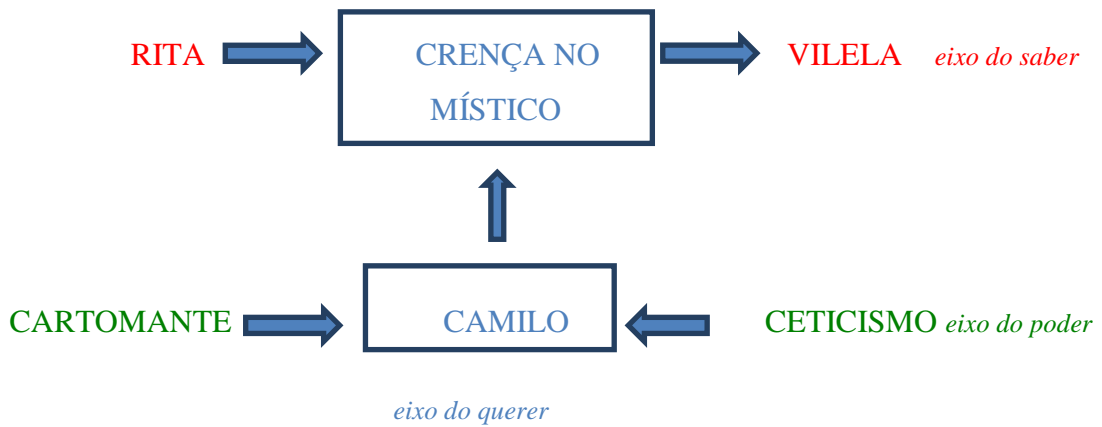 RITA CRENÇA NO VILELA eixo do saber
MÍSTICO
CARTOMANTE CAMILO CETICISMO eixo do poder
eixo do querer